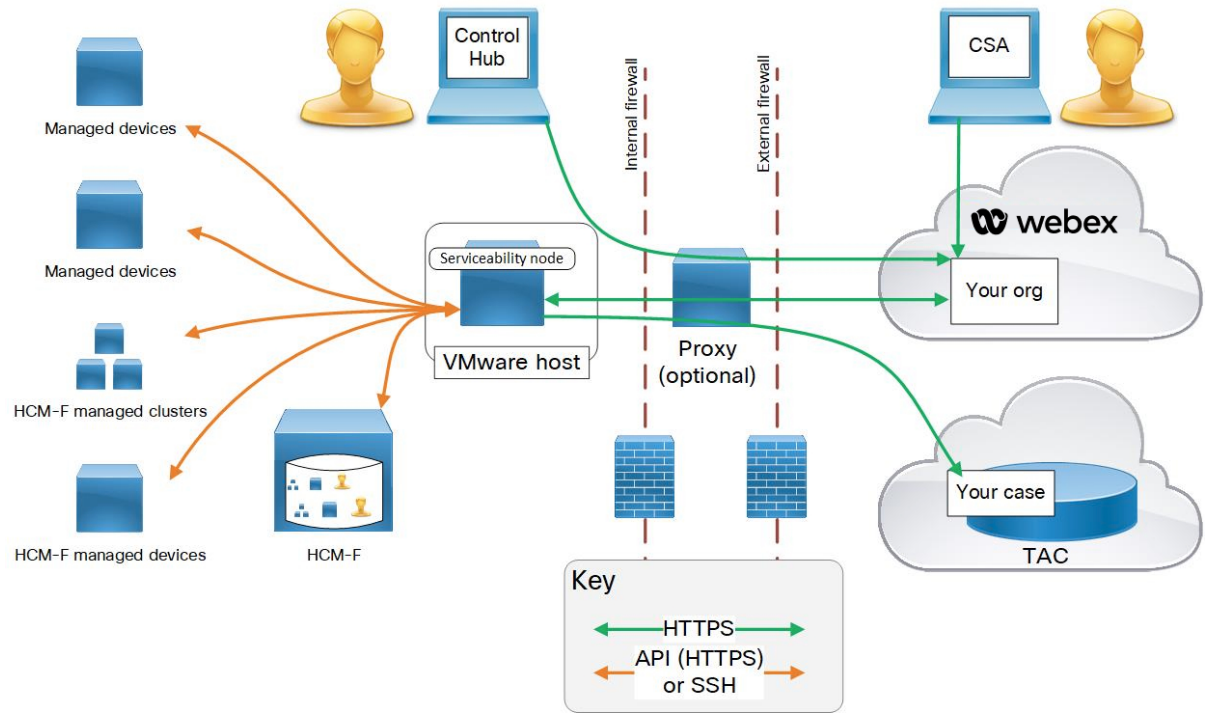 Control
Hub
CSA
Managed devices
Internal firewall
External firewall
webex
Managed devices
Serviceability node
Your org
VMware host
Proxy
(optional)
HCM-F managed clusters
Your case
HCM-F managed devices
HCM-F
TAC
Key
HTTPS
API (HTTPS)
or SSH